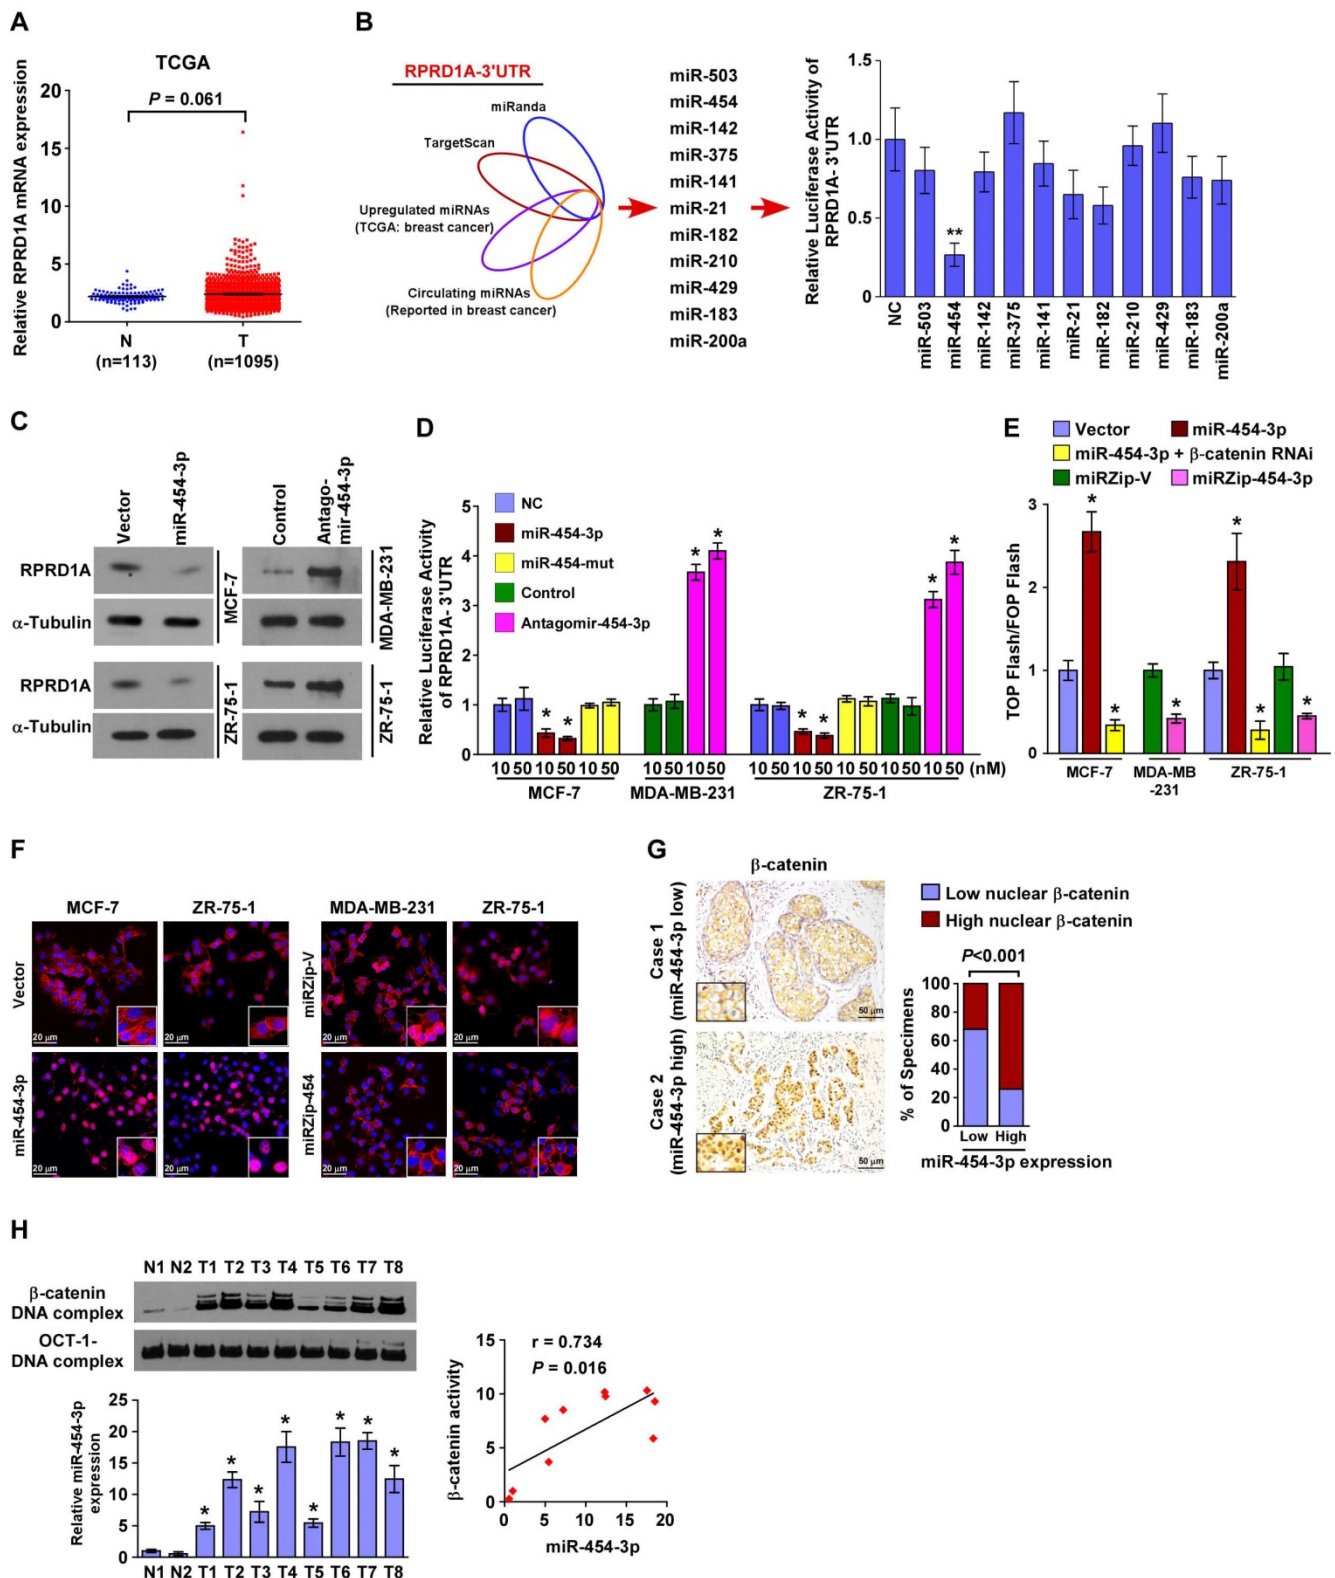 A
TCGA
P = 0.061
Relative RPRD1A mRNA expression
20
15
10
5
0
N
(n=113)
T
(n=1095)
B
RPRD1A-3'UTR
miRanda
TargetScan
Upregulated miRNAs
(TCGA: breast cancer)
Circulating miRNAs
(Reported in breast cancer)
miR-503
miR-454
miR-142
miR-375
miR-141
miR-21
miR-182
miR-210
miR-429
miR-183
miR-200a
Relative Luciferase Activity of
RPRD1A- 3'UTR
1.5
1.0
0.5
0
**
NC
miR-503
miR-454
miR-142
miR-375
miR-141
miR-21
miR-182
miR-210
miR-429
miR-183
miR-200a
C
Vector
miR-454-3p
Control
Antago-
mir-454-3p
RPRD1A
α-Tubulin
MCF-7
MDA-MB-231
RPRD1A
α-Tubulin
ZR-75-1
ZR-75-1
D
Relative Luciferase Activity
of RPRD1A- 3'UTR
5
4
3
2
1
0
NC
miR-454-3p
miR-454-mut
Control
Antagomir-454-3p
* * * * * * * *
10 50 10 50 10 50 10 50 10 50 10 50 10 50 10 50 10 50 10 50 (nM)
MCF-7 MDA-MB-231 ZR-75-1
E
Vector
miR-454-3p
miR-454-3p + β-catenin RNAi
miRZip-V
miRZip-454-3p
TOP Flash/FOP Flash
3
2
1
0
* * * * * *
MCF-7
MDA-MB
-231
ZR-75-1
F
MCF-7 ZR-75-1 MDA-MB-231 ZR-75-1
Vector
miRZip-V
20 μm 20 μm 20 μm 20 μm
miR-454-3p
miRZip-454
20 μm 20 μm 20 μm 20 μm
G
β-catenin
Case 1
(miR-454-3p low)
50 μm
Case 2
(miR-454-3p high)
50 μm
Low nuclear β-catenin
High nuclear β-catenin
P<0.001
% of Specimens
100
80
60
40
20
0
Low High
miR-454-3p expression
H
N1 N2 T1 T2 T3 T4 T5 T6 T7 T8
β-catenin
DNA complex
OCT-1-
DNA complex
Relative miR-454-3p
expression
25
20
15
10
5
0
* * * * * * * *
N1 N2 T1 T2 T3 T4 T5 T6 T7 T8
r = 0.734
P = 0.016
β-catenin activity
15
10
5
0
0 5 10 15 20
miR-454-3p